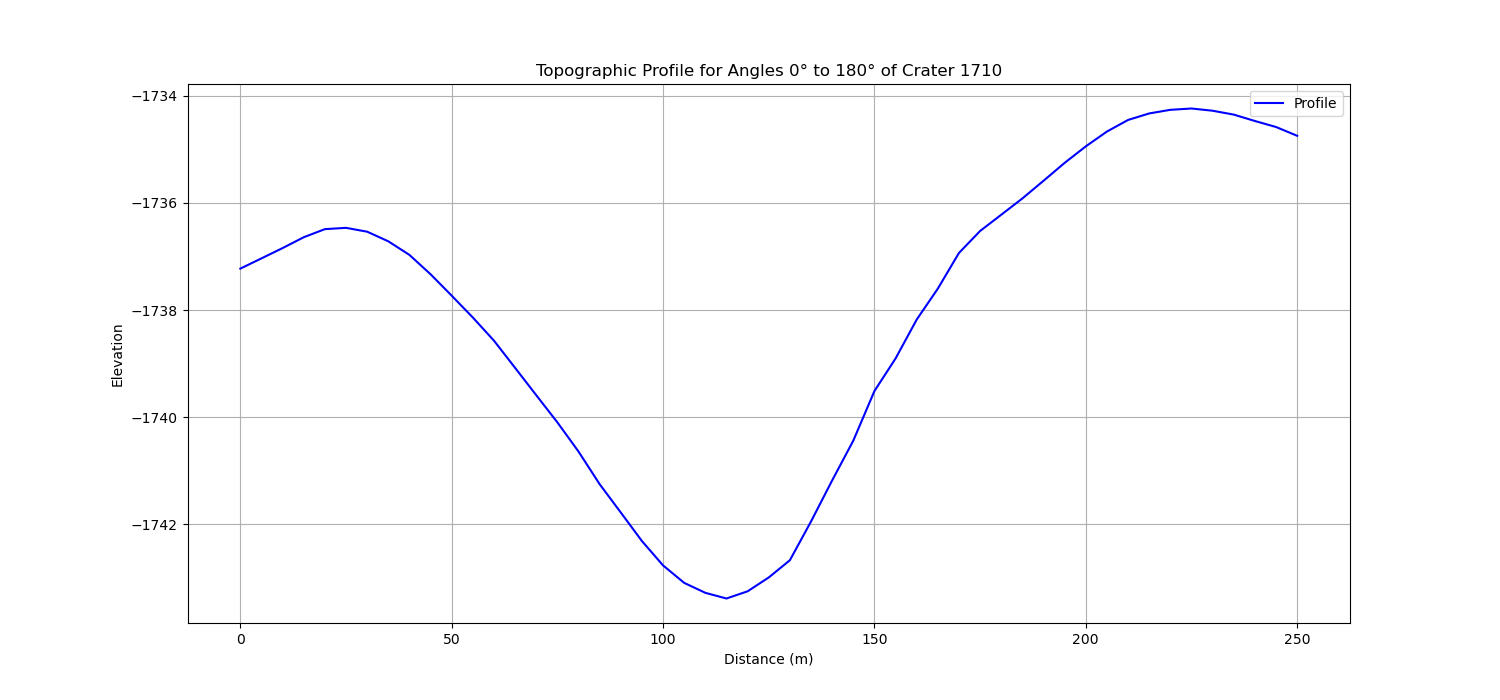 Topographic Profile for Angles 0° to 180° of Crater 1710
Profile
−1734
−1736
−1738
−1740
−1742
Elevation
0 50 100 150 200 250
Distance (m)